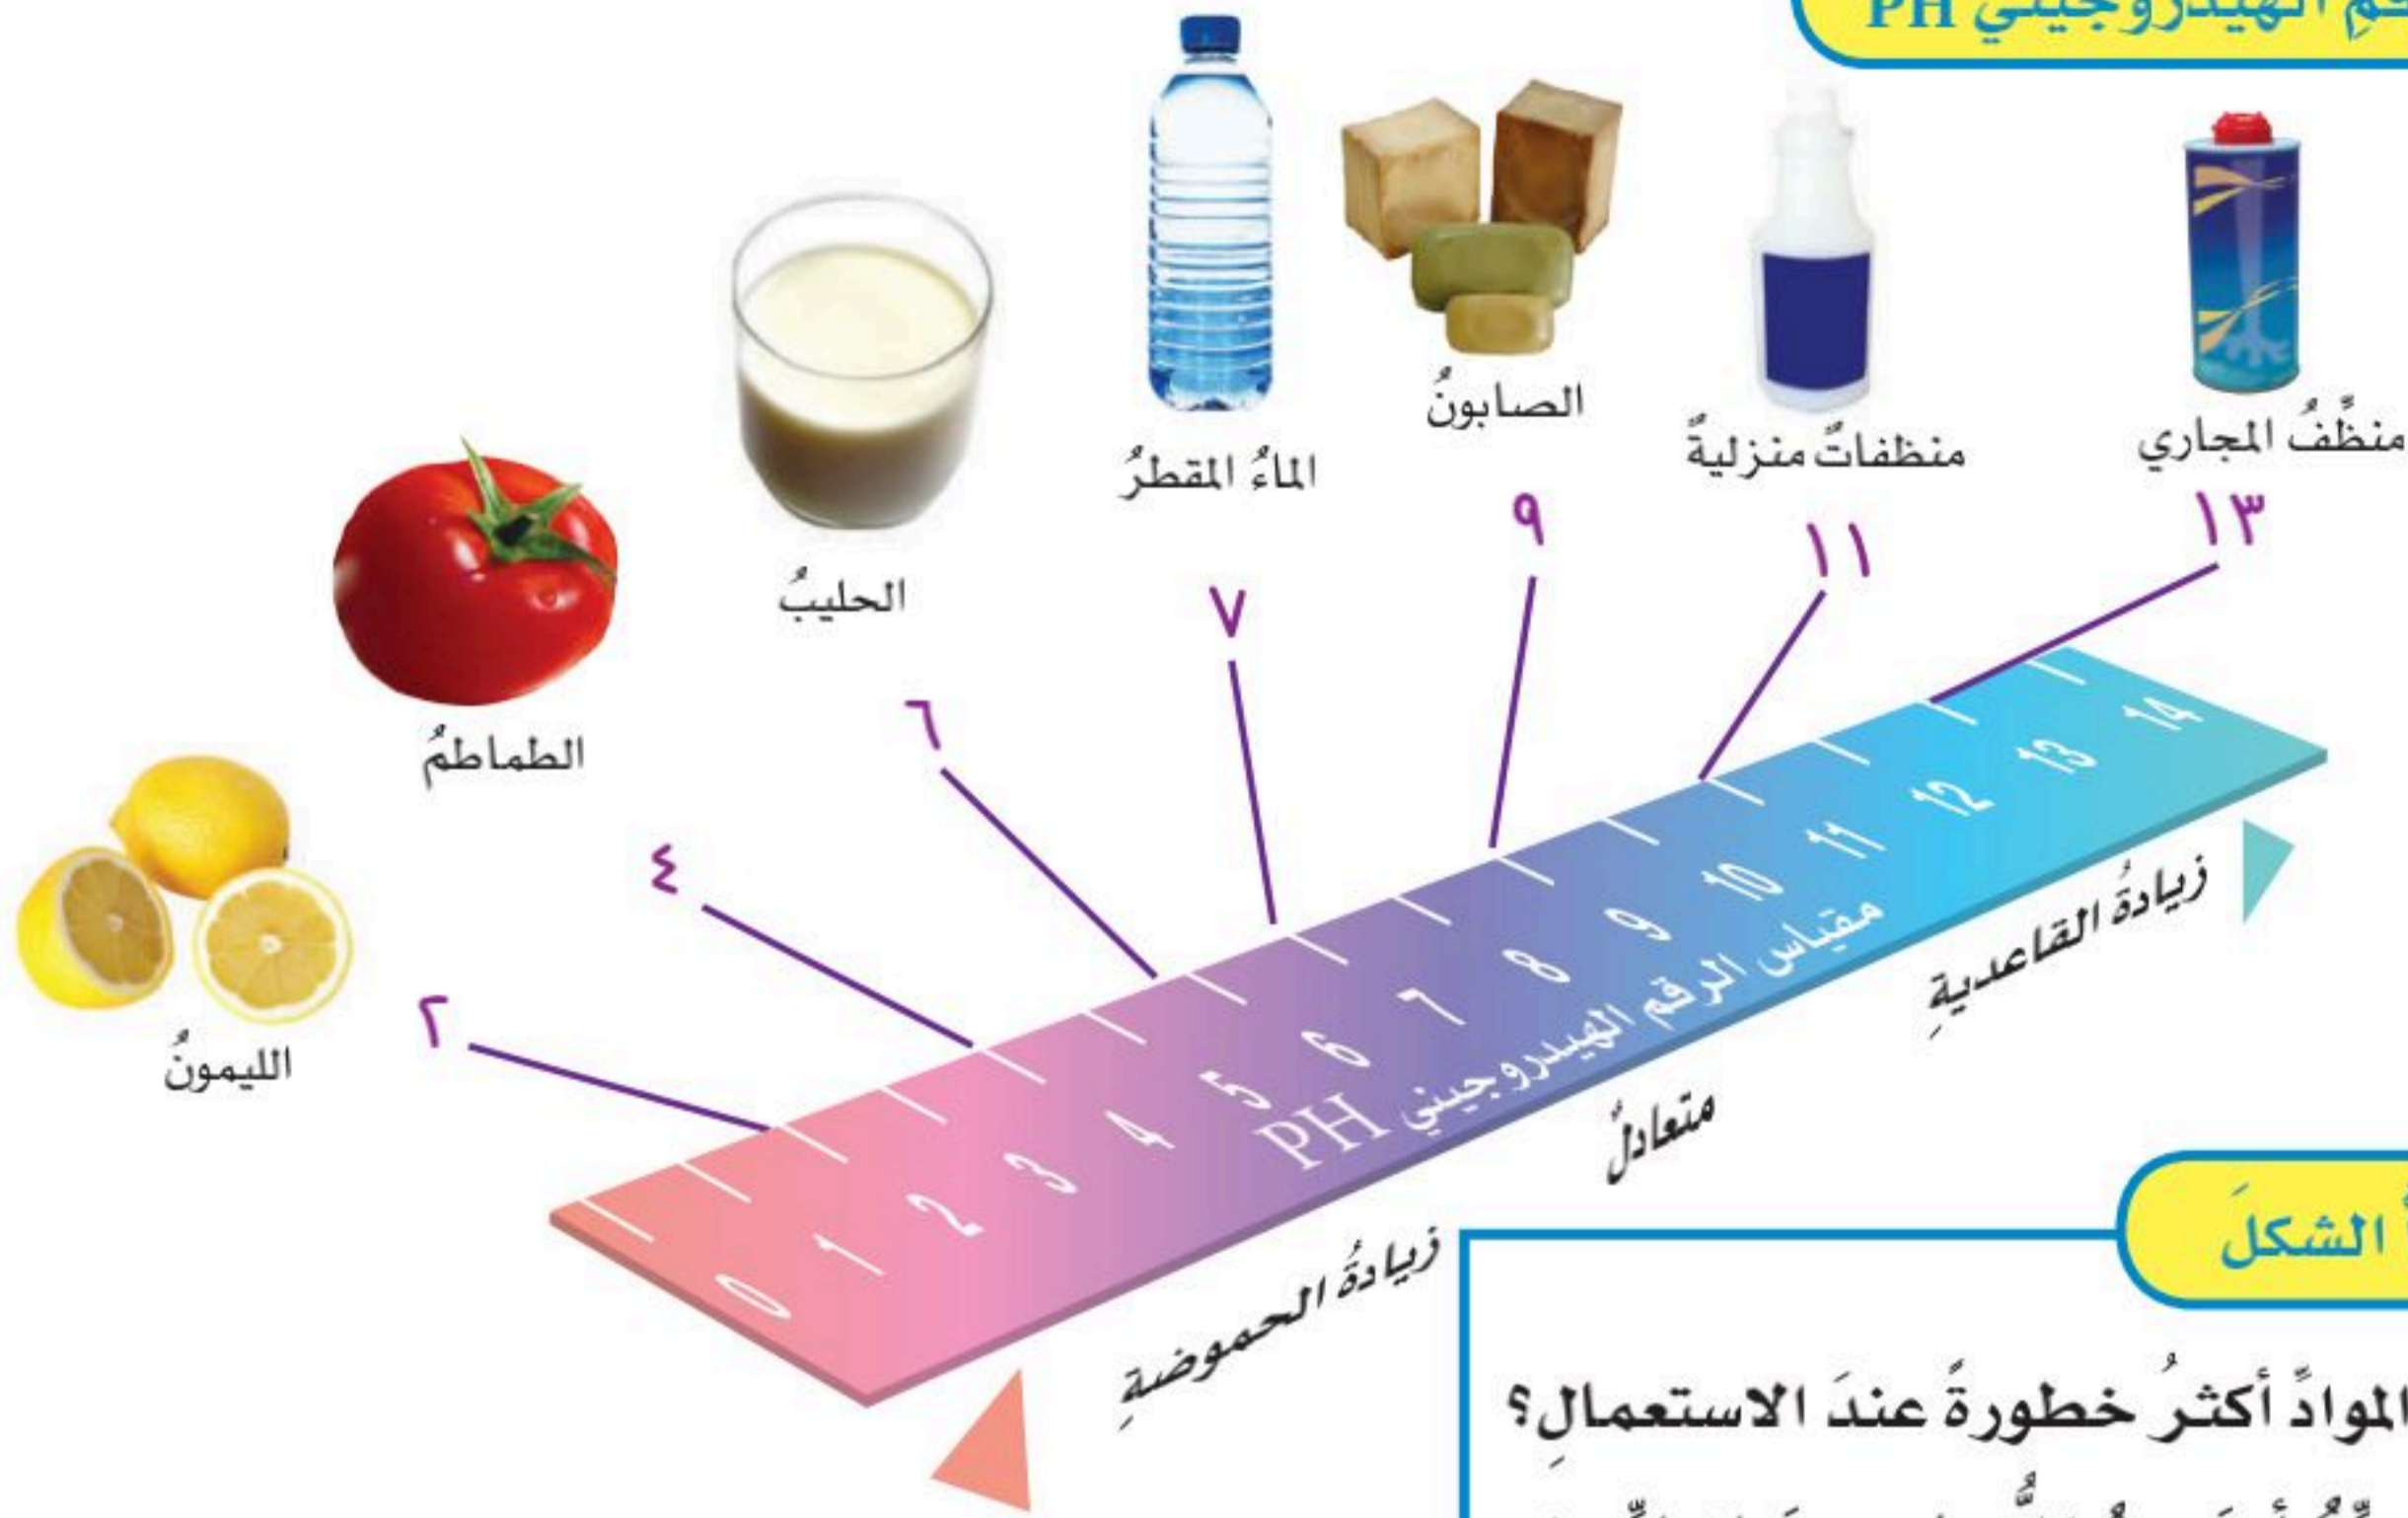 الهيدروجيني PH
منظِّفُ المجاري
منظفاتٌ منزليةٌ
الصابونُ
الماءُ المقطرُ
الحليبُ
الطماطمُ
الليمونُ
١٣
١١
٩
٧
٦
٤
٢
0 1 2 3 4 5 6 7 8 9 10 11 12 13 14
مقياس الرقم الهيدروجيني PH
زيادةُ القاعديةِ
متعادلٌ
زيادةُ الحموضةِ
الشكلَ
الموادِّ أكثرُ خطورةً عندَ الاستعمالِ؟